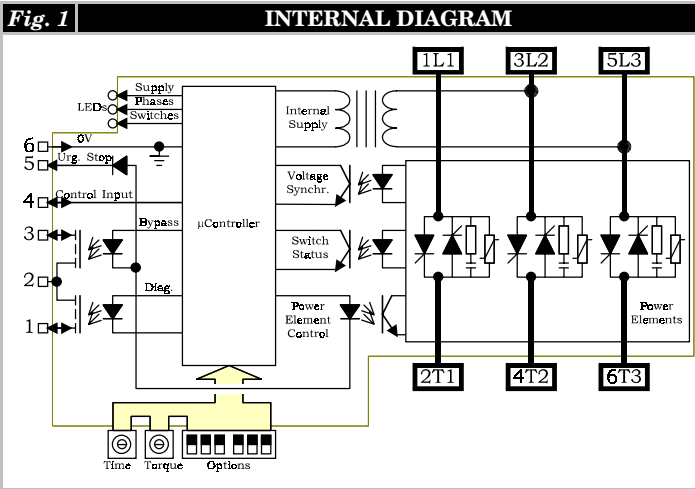 Fig. 1 INTERNAL DIAGRAM
1L1 3L2 5L3
Supply
Phases
Switches
LEDs
Internal
Supply
6 0V
5 Urg. Stop
4 Control Input
3
2
1
Bypass
Diag.
µController
Voltage
Synchr.
Switch
Status
Power
Element
Control
Power
Elements
2T1 4T2 6T3
Time Torque Options